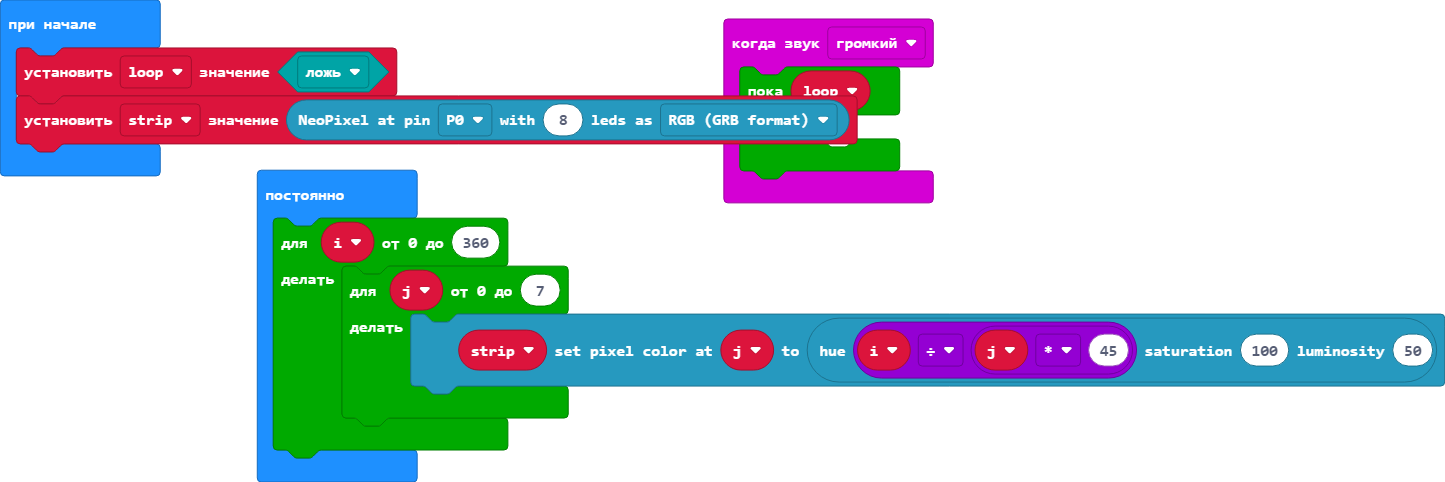 при начале
установить loop значение ложь
установить strip значение NeoPixel at pin P0 with 8 leds as RGB (GRB format)
когда звук громкий
пока loop
постоянно
для i от 0 до 360
делать
для j от 0 до 7
делать
strip set pixel color at j to hue i ÷ j * 45 saturation 100 luminosity 50